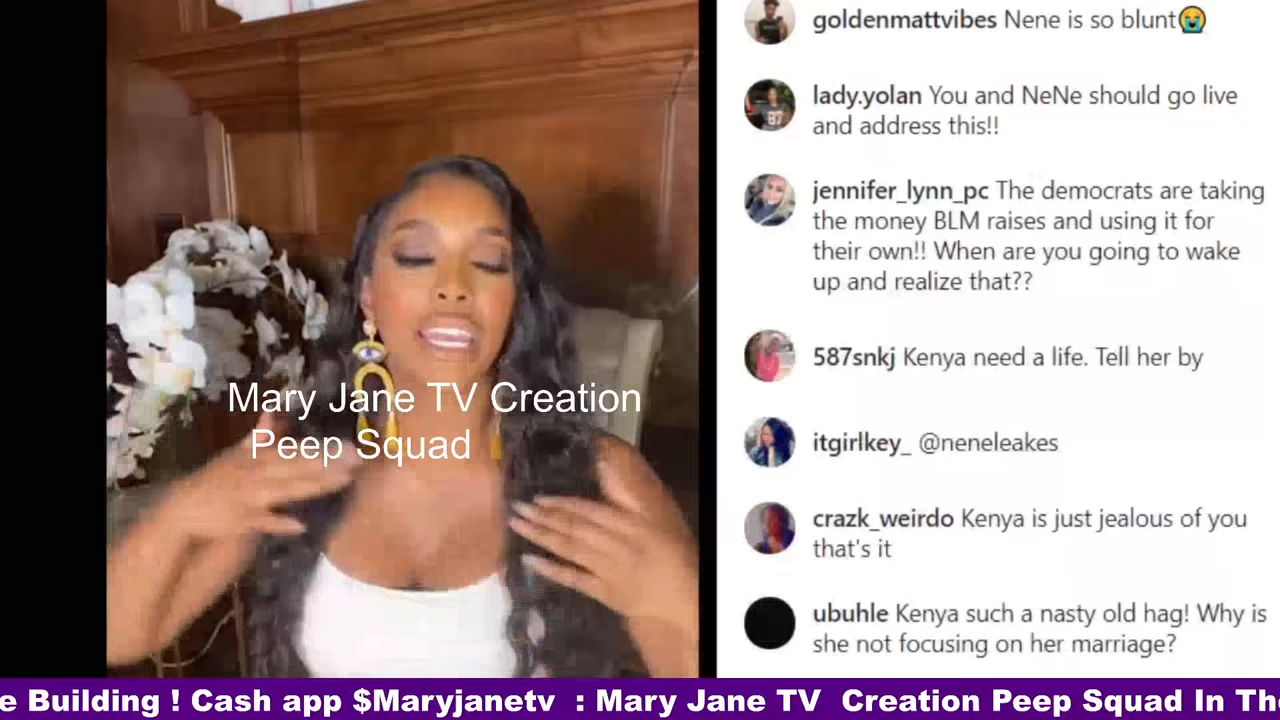 goldenmattvibes Nene is so blunt😭
lady.yolan You and NeNe should go live
and address this!!
jennifer_lynn_pc The democrats are taking
the money BLM raises and using it for
their own!! When are you going to wake
up and realize that??
587snkj Kenya need a life. Tell her by
itgirlkey_ @neneleakes
crazk_weirdo Kenya is just jealous of you
that's it
ubuhle Kenya such a nasty old hag! Why is
she not focusing on her marriage?
Mary Jane TV Creation
Peep Squad
e Building ! Cash app $Maryjanetv : Mary Jane TV Creation Peep Squad In Th